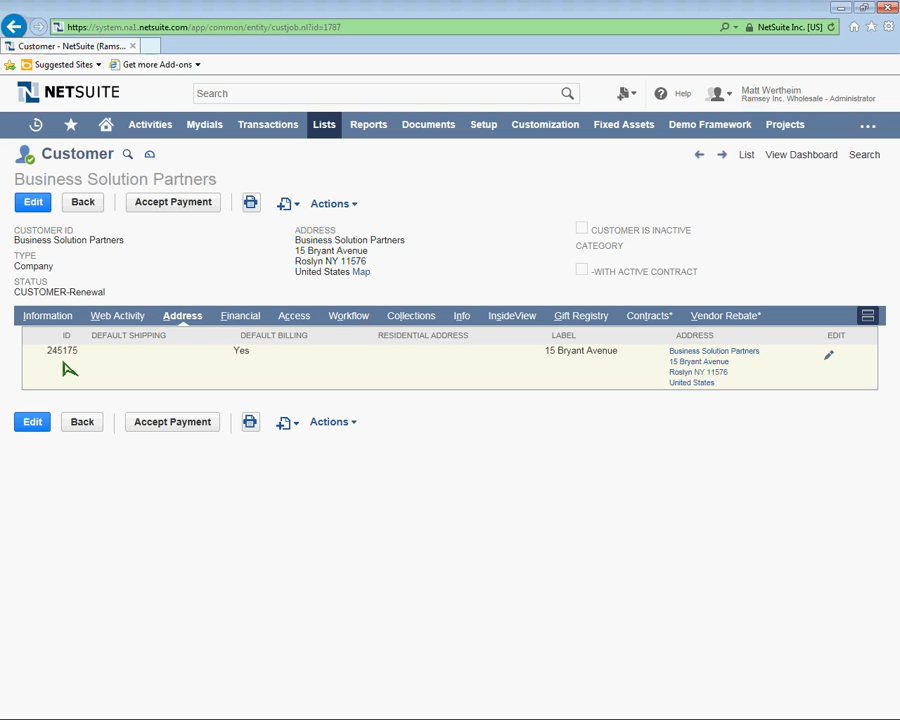 https://system.na1.netsuite.com/app/common/entity/custjob.nl?id=1787
NetSuite Inc. [US]
Customer - NetSuite (Rams...
Suggested Sites
Get more Add-ons
NETSUITE
Search
Help
Matt Wertheim
Ramsey Inc. Wholesale - Administrator
Activities Mydials Transactions Lists Reports Documents Setup Customization Fixed Assets Demo Framework Projects
Customer
List View Dashboard Search
Business Solution Partners
Edit Back Accept Payment Actions
CUSTOMER ID
Business Solution Partners
TYPE
Company
STATUS
CUSTOMER-Renewal
ADDRESS
Business Solution Partners
15 Bryant Avenue
Roslyn NY 11576
United States Map
CUSTOMER IS INACTIVE
CATEGORY
-WITH ACTIVE CONTRACT
Information Web Activity Address Financial Access Workflow Collections Info InsideView Gift Registry Contracts* Vendor Rebate*
ID DEFAULT SHIPPING DEFAULT BILLING RESIDENTIAL ADDRESS LABEL ADDRESS EDIT
245175 Yes 15 Bryant Avenue Business Solution Partners
15 Bryant Avenue
Roslyn NY 11576
United States
Edit Back Accept Payment Actions